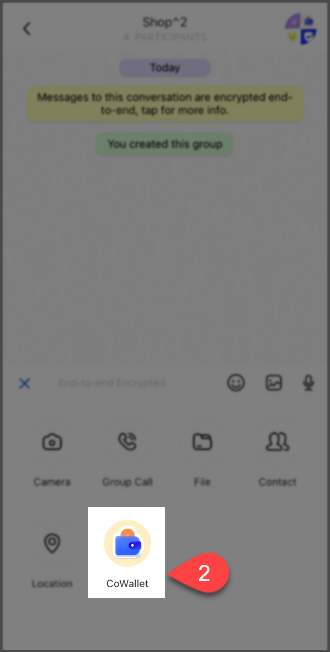 Shop^2
4 PARTICIPANTS
Today
Messages to this conversation are encrypted end-
to-end, tap for more info.
You created this group
End-to-end Encrypted
Camera
Group Call
File
Contact
Location
CoWallet
2